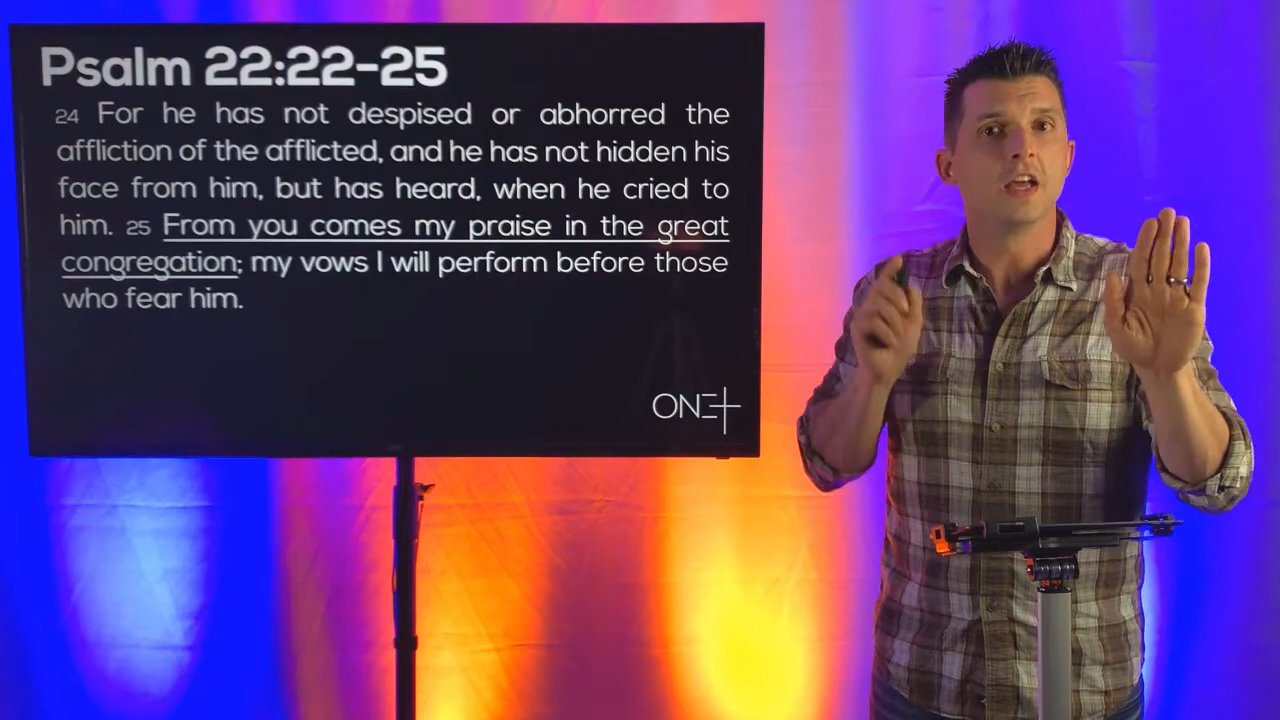 Psalm 22:22-25
24 For he has not despised or abhorred the
affliction of the afflicted, and he has not hidden his
face from him, but has heard, when he cried to
him. 25 From you comes my praise in the great
congregation; my vows I will perform before those
who fear him.
ONE